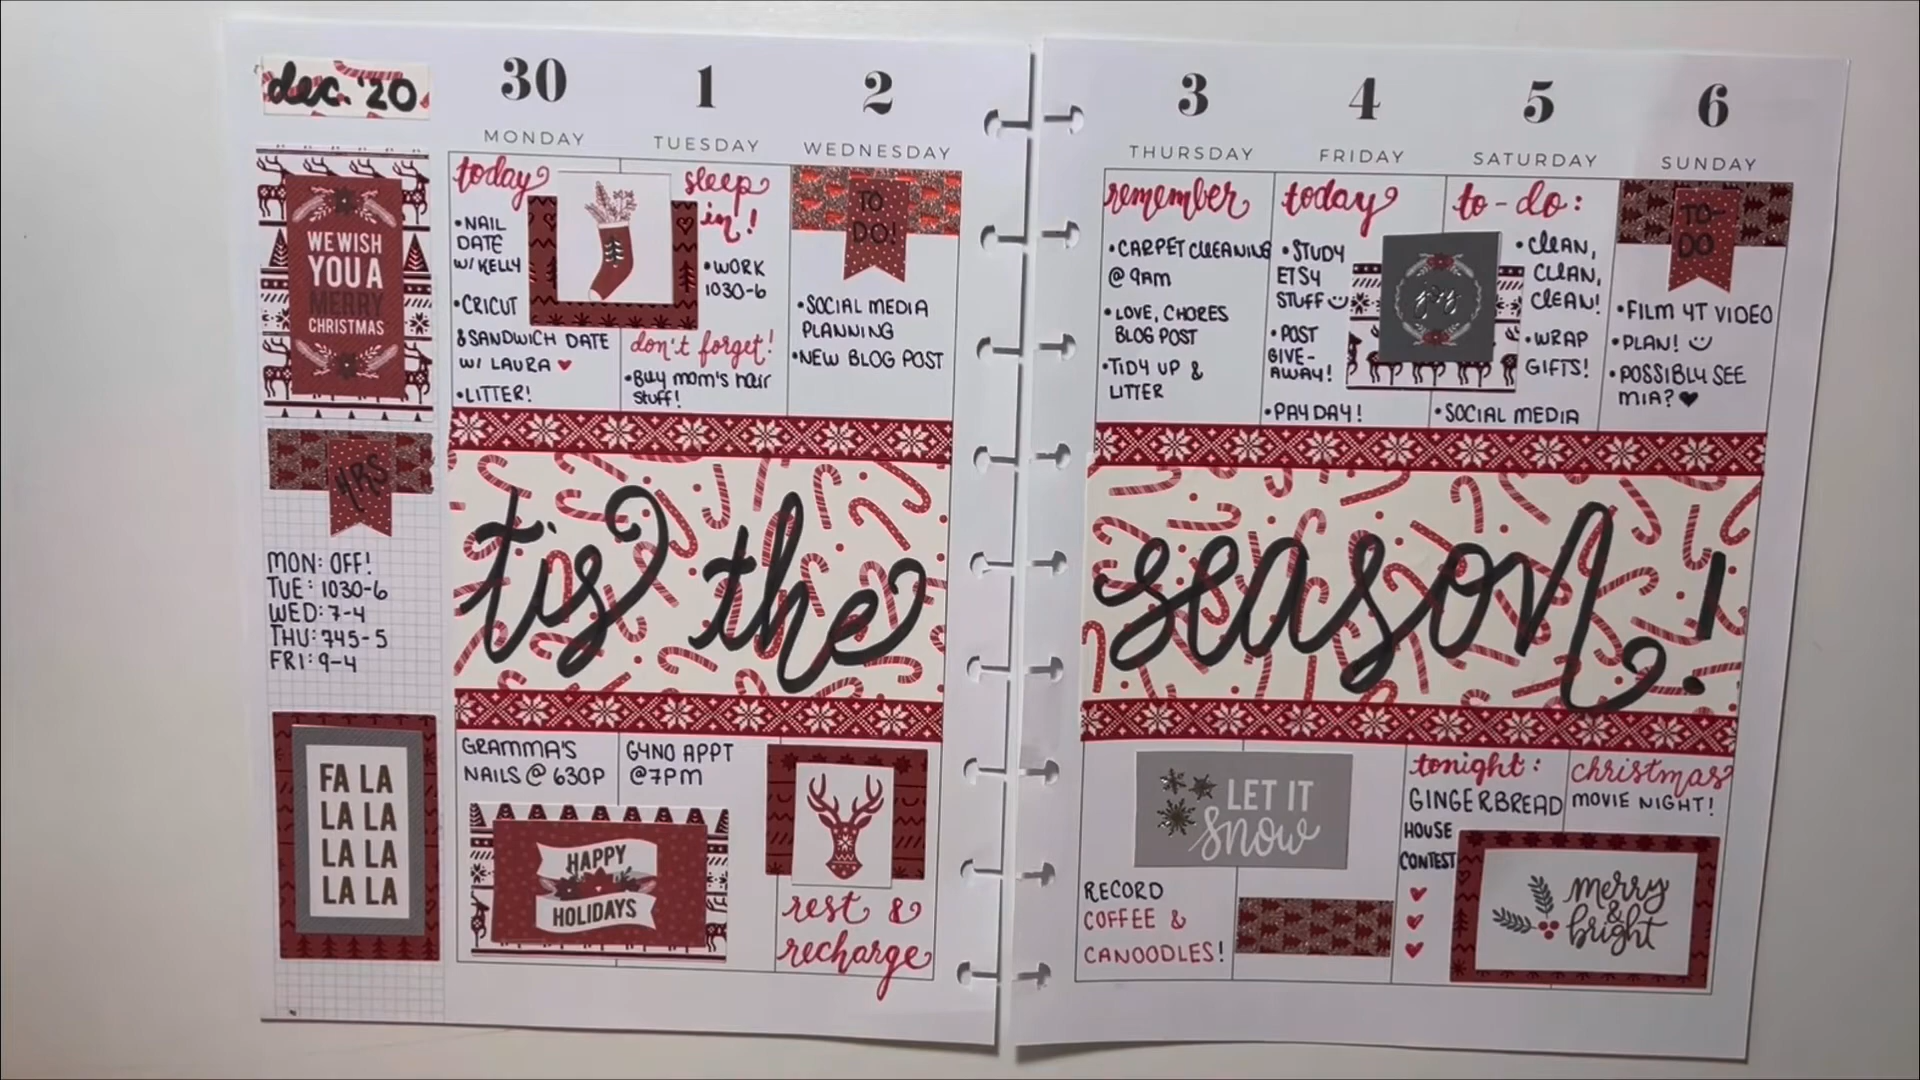 dec. '20
WE WISH
YOU A
MERRY
CHRISTMAS
HRS
MON: OFF!
TUE: 1030-6
WED: 7-4
THU: 745-5
FRI: 9-4
FA LA
LA LA
LA LA
LA LA
30
MONDAY
today
•NAIL
DATE
W/ KELLY
•CRICUT
& SANDWICH DATE
W/ LAURA ♥
•LITTER!
1
TUESDAY
sleep
in!
•WORK
1030-6
don't forget!
•BUY mom's HAIR
STUFF!
2
WEDNESDAY
TO
DO!
•SOCIAL MEDIA
PLANNING
•NEW BLOG POST
3
THURSDAY
remember
•CARPET CLEANING
@ 9AM
•LOVE, CHORES
BLOG POST
•TIDY UP &
LITTER
4
FRIDAY
today
•STUDY
ETSY
STUFF ☺
•POST
GIVE-
AWAY!
•PAYDAY!
joy
5
SATURDAY
to-do:
•CLEAN,
CLEAN,
CLEAN!
•WRAP
GIFTS!
•SOCIAL MEDIA
6
SUNDAY
TO-
DO
•FILM YT VIDEO
•PLAN! ☺
•POSSIBLY SEE
MIA? ♥
tis the
season!
GRAMMA'S
NAILS @ 630P
HAPPY
HOLIDAYS
GYNO APPT
@7PM
rest &
recharge
LET IT
snow
RECORD
COFFEE &
CANOODLES!
tonight:
GINGERBREAD
HOUSE
CONTEST
christmas
MOVIE NIGHT!
merry
&
bright